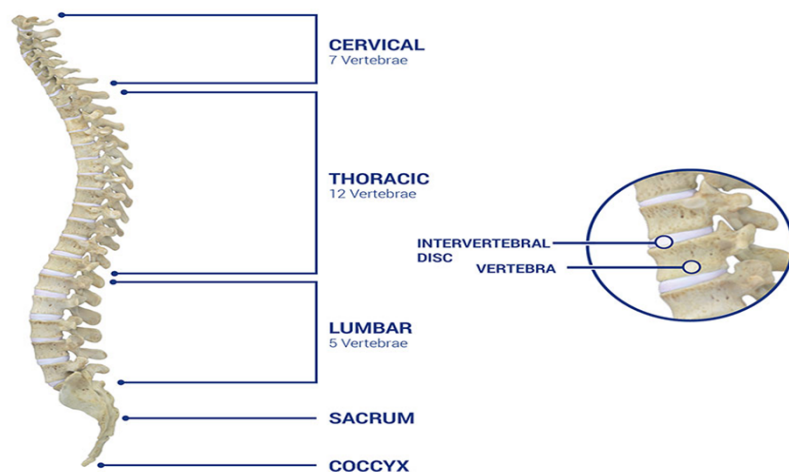 CERVICAL
7 Vertebrae
THORACIC
12 Vertebrae
INTERVERTEBRAL
DISC
VERTEBRA
LUMBAR
5 Vertebrae
SACRUM
COCCYX